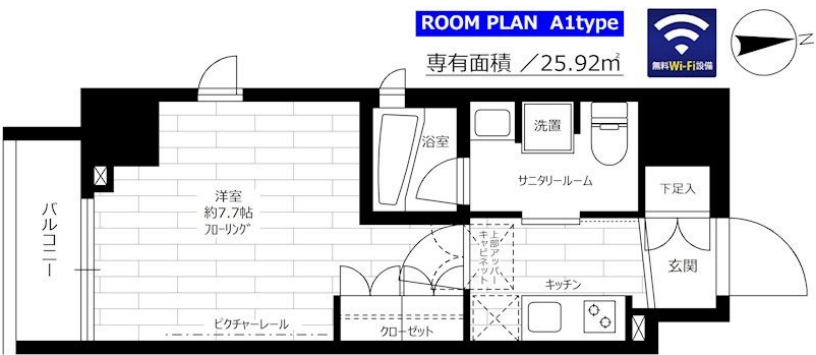 ROOM PLAN A1type
専有面積 ／25.92㎡
無料Wi-Fi設備
N
浴室
洗置
サニタリールーム
下足入
洋室
約7.7帖
フローリング
バルコニー
上部アッパー
キャビネット
キッチン
玄関
ピクチャーレール
クローゼット